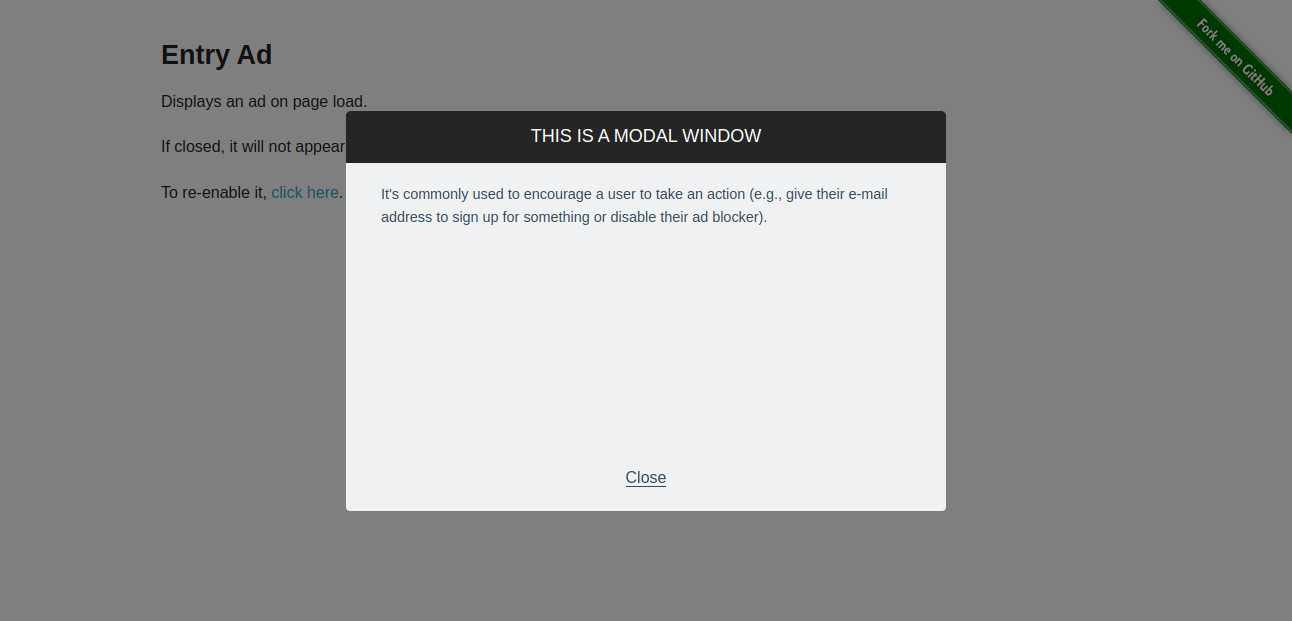 Entry Ad
Displays an ad on page load.
If closed, it will not appear
To re-enable it, click here.
THIS IS A MODAL WINDOW
It's commonly used to encourage a user to take an action (e.g., give their e-mail
address to sign up for something or disable their ad blocker).
Close
Fork me on GitHub